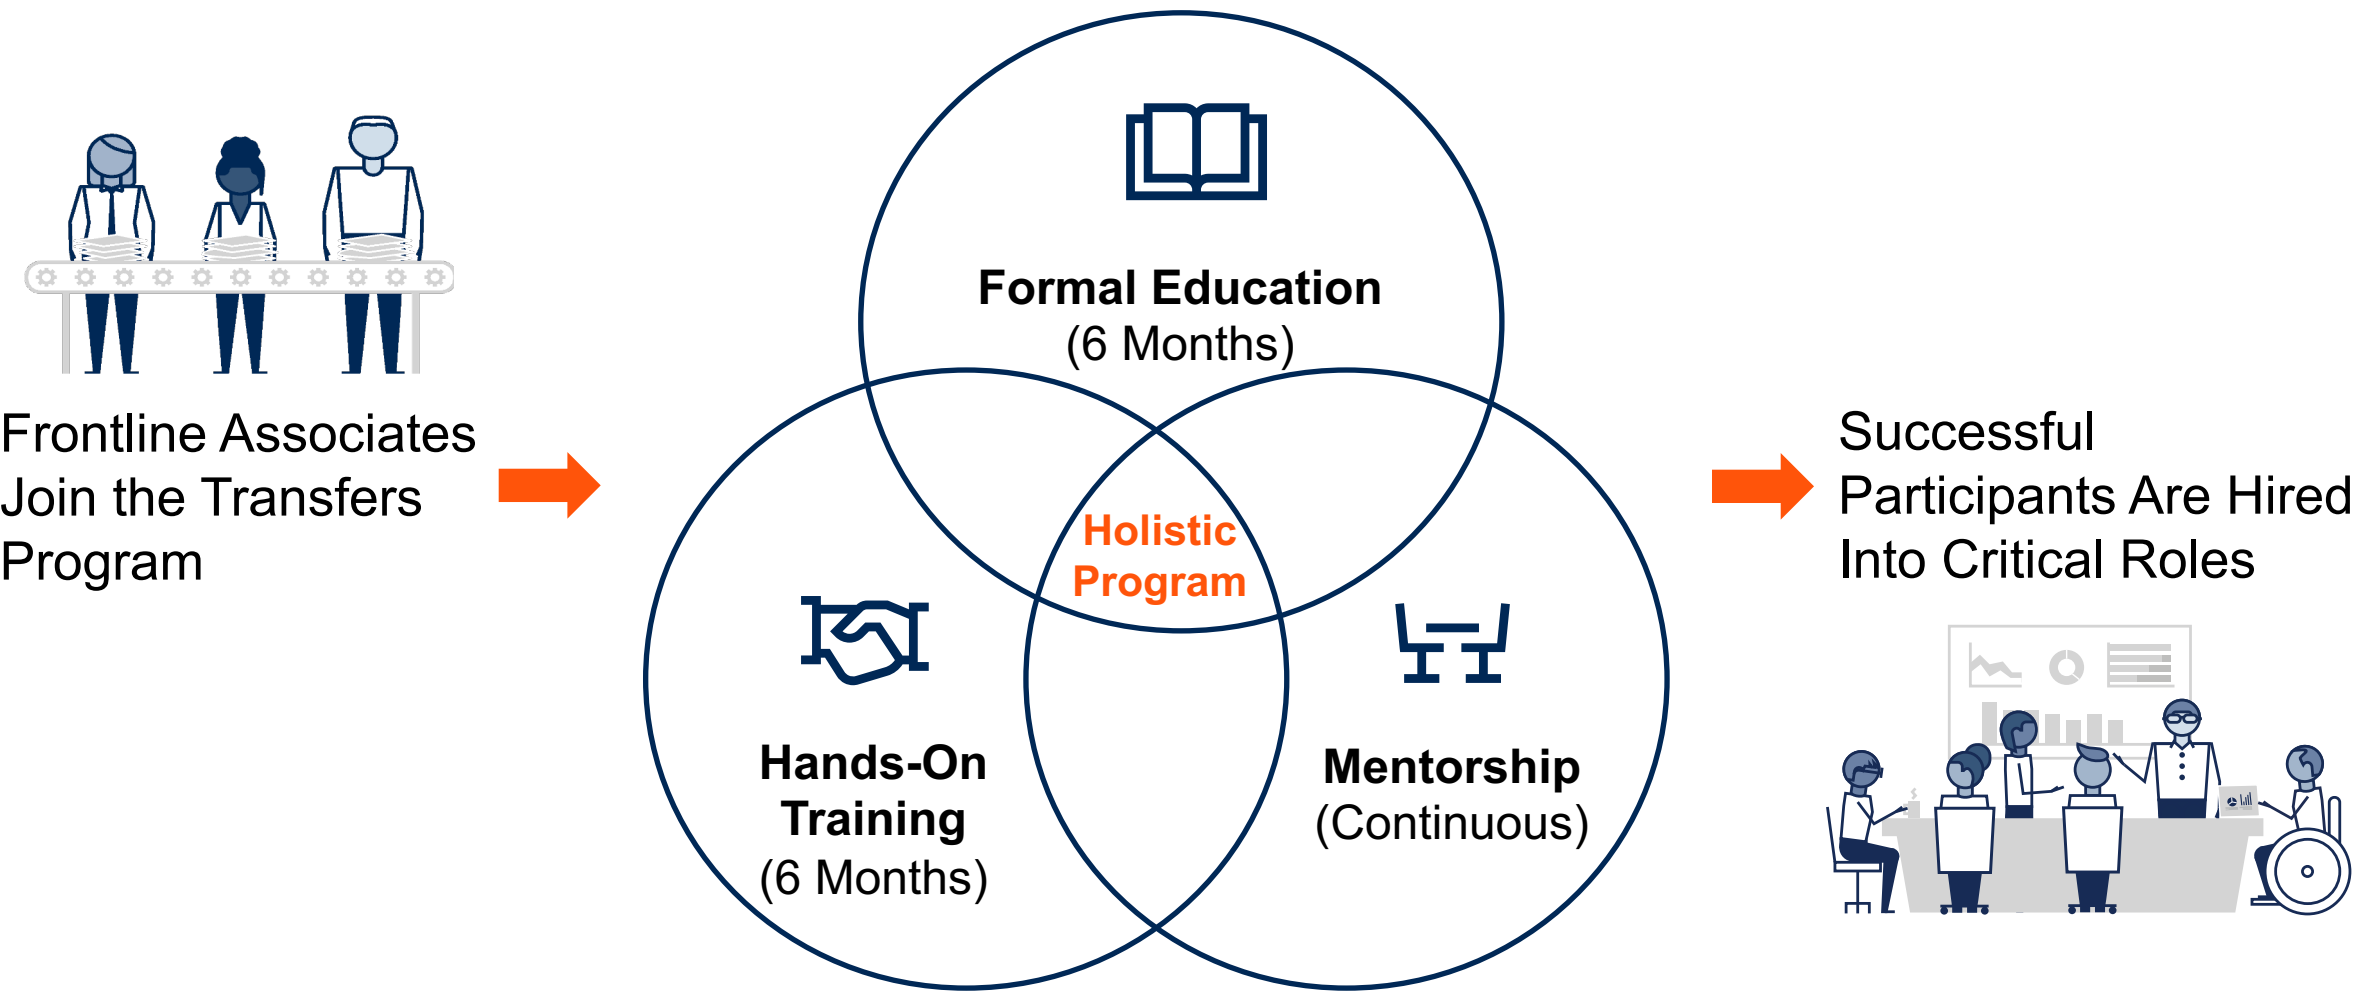 Frontline Associates
Join the Transfers
Program
Formal Education
(6 Months)
Holistic
Program
Hands-On
Training
(6 Months)
Mentorship
(Continuous)
Successful
Participants Are Hired
Into Critical Roles